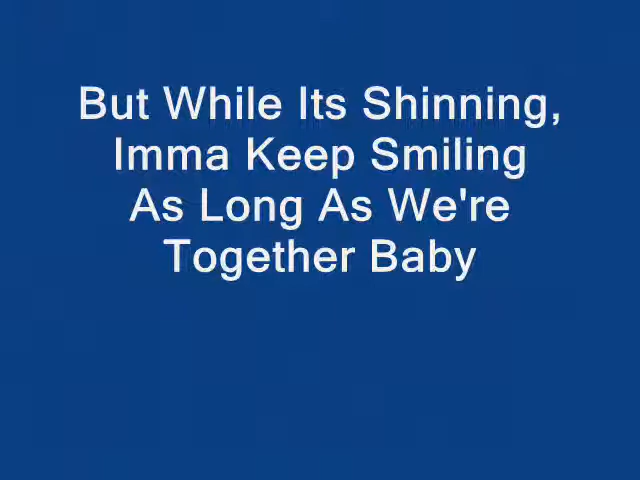 But While Its Shinning,
Imma Keep Smiling
As Long As We're
Together Baby